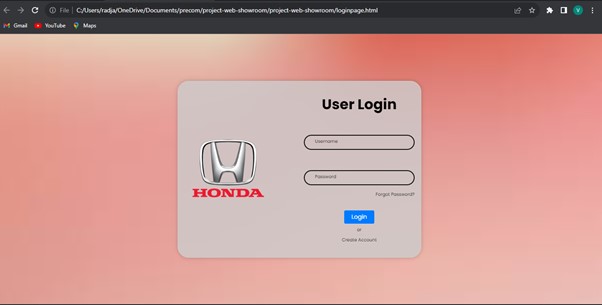 File | C:/Users/radja/OneDrive/Documents/precom/project-web-showroom/project-web-showroom/loginpage.html
V
Gmail YouTube Maps
User Login
Username
HONDA
Password
Forgot Password?
Login
or
Create Account